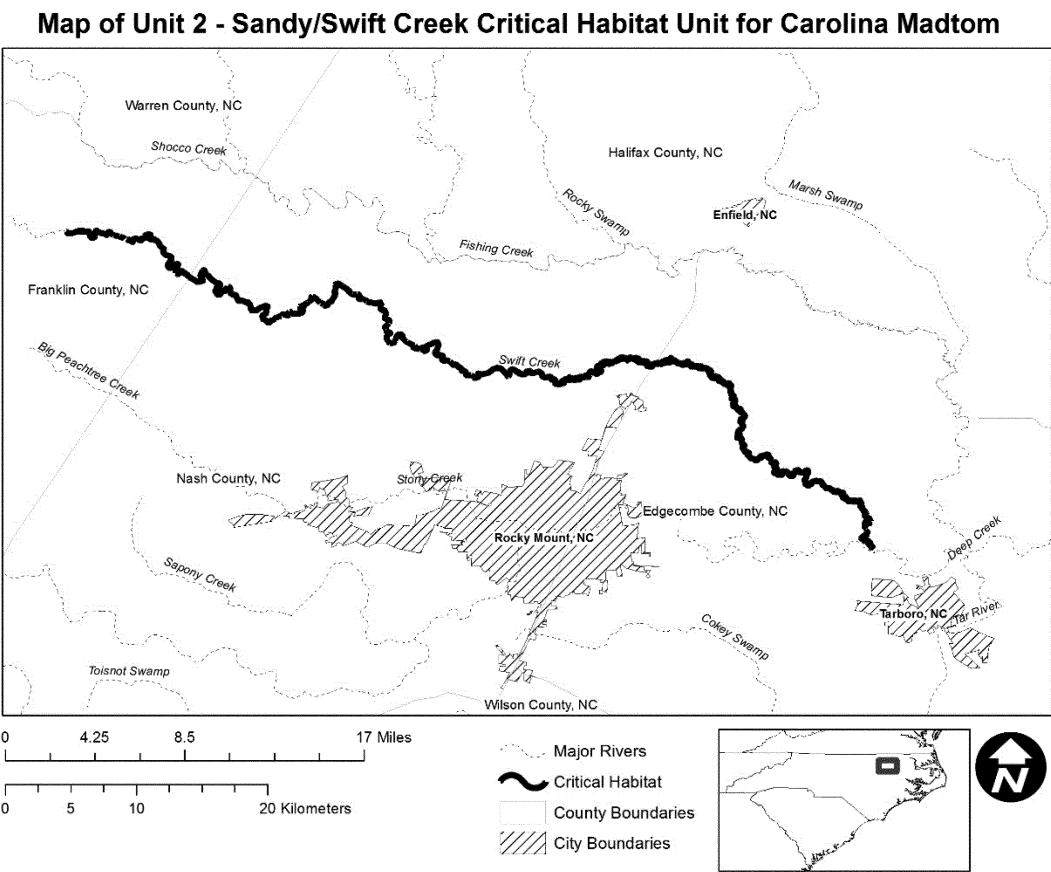 Map of Unit 2 - Sandy/Swift Creek Critical Habitat Unit for Carolina Madtom
Warren County, NC
Shocco Creek
Halifax County, NC
Marsh Swamp
Rocky Swamp
Enfield, NC
Fishing Creek
Franklin County, NC
Big Peachtree Creek
Swift Creek
Nash County, NC
Stony Creek
Edgecombe County, NC
Rocky Mount, NC
Deep Creek
Sapony Creek
Tarboro, NC
Tar River
Cokey Swamp
Toisnot Swamp
Wilson County, NC
0 4.25 8.5 17 Miles
0 5 10 20 Kilometers
Major Rivers
Critical Habitat
County Boundaries
City Boundaries
N